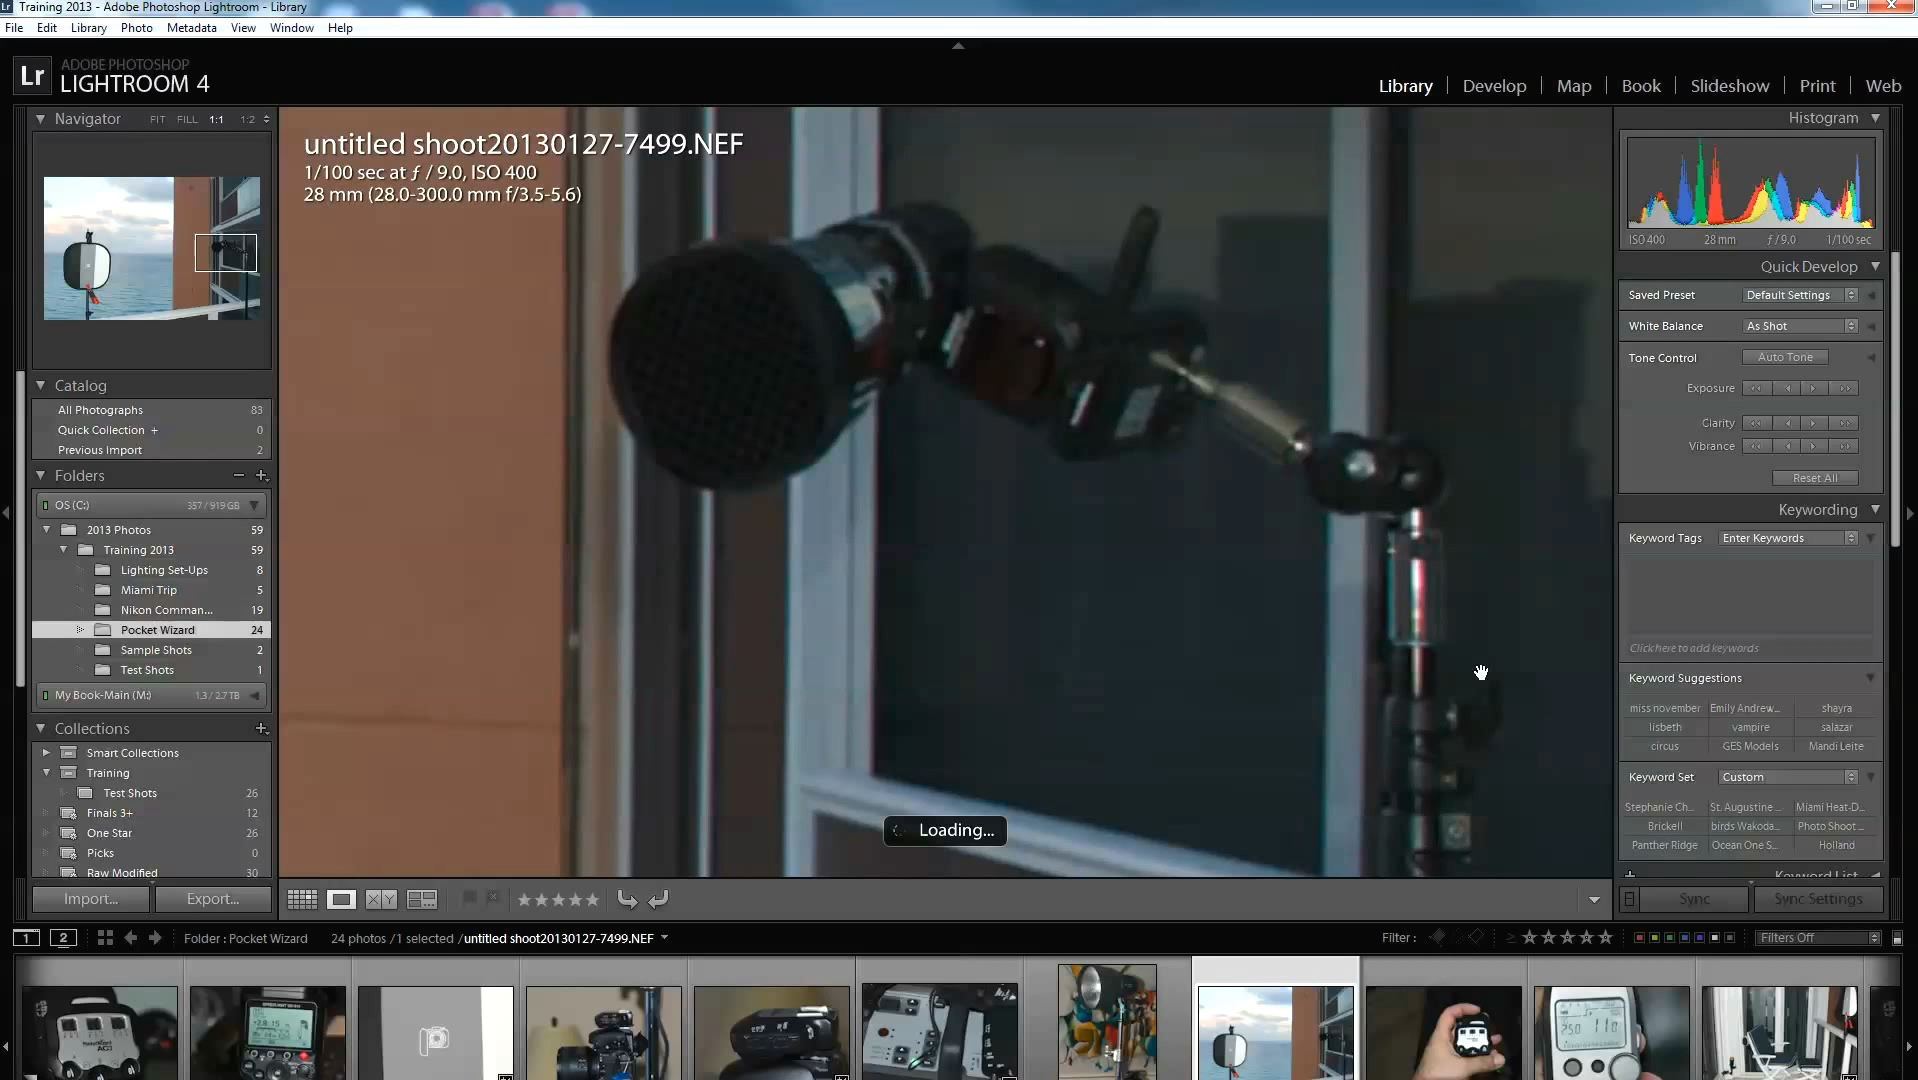 Training 2013 - Adobe Photoshop Lightroom - Library
File Edit Library Photo Metadata View Window Help
Lr ADOBE PHOTOSHOP
LIGHTROOM 4
Library Develop Map Book Slideshow Print Web
Navigator FIT FILL 1:1 1:2
untitled shoot20130127-7499.NEF
1/100 sec at ƒ / 9.0, ISO 400
28 mm (28.0-300.0 mm f/3.5-5.6)
Catalog
All Photographs 83
Quick Collection + 0
Previous Import 2
Folders
OS (C:) 357 / 919 GB
2013 Photos 59
Training 2013 59
Lighting Set-Ups 8
Miami Trip 5
Nikon Comman... 19
Pocket Wizard 24
Sample Shots 2
Test Shots 1
My Book-Main (M:) 1.3 / 2.7 TB
Collections
Smart Collections
Training
Test Shots 26
Finals 3+ 12
One Star 26
Picks 0
Raw Modified 30
Import... Export...
Loading...
Histogram
ISO 400 28 mm ƒ / 9.0 1/100 sec
Quick Develop
Saved Preset Default Settings
White Balance As Shot
Tone Control Auto Tone
Exposure
Clarity
Vibrance
Reset All
Keywording
Keyword Tags Enter Keywords
Click here to add keywords
Keyword Suggestions
miss november Emily Andrew... shayra
lisbeth vampire salazar
circus GES Models Mandi Leite
Keyword Set Custom
Stephanie Ch... St. Augustine ... Miami Heat-D...
Brickell birds Wakoda... Photo Shoot ...
Panther Ridge Ocean One S... Holland
Keyword List
Sync Sync Settings
XY
1 2 Folder : Pocket Wizard 24 photos / 1 selected / untitled shoot20130127-7499.NEF Filter : Filters Off